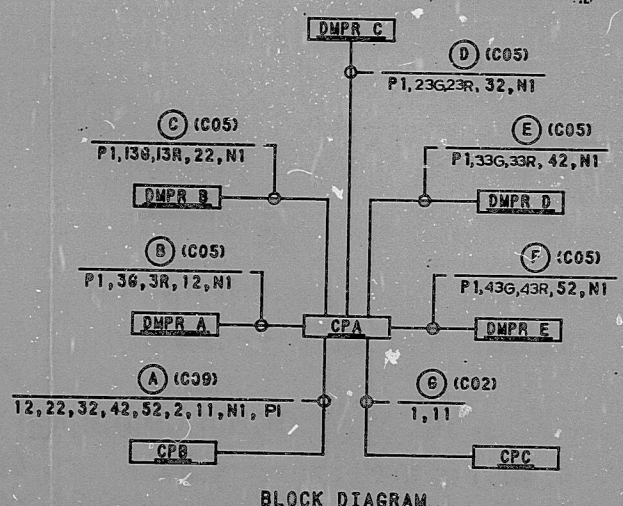 DMPR C
D (C05)
P1,23G,23R, 32,N1
C (C05)
P1,13G,13R,22,N1
E (C05)
P1,33G,33R, 42,N1
DMPR B
DMPR D
B (C05)
P1,3G,3R,12,N1
F (C05)
P1,43G,43R, 52,N1
DMPR A
CPA
DMPR E
A (C09)
12,22,32,42,52,2,11,N1, P1
G (C02)
1,11
CPB
CPC
BLOCK DIAGRAM